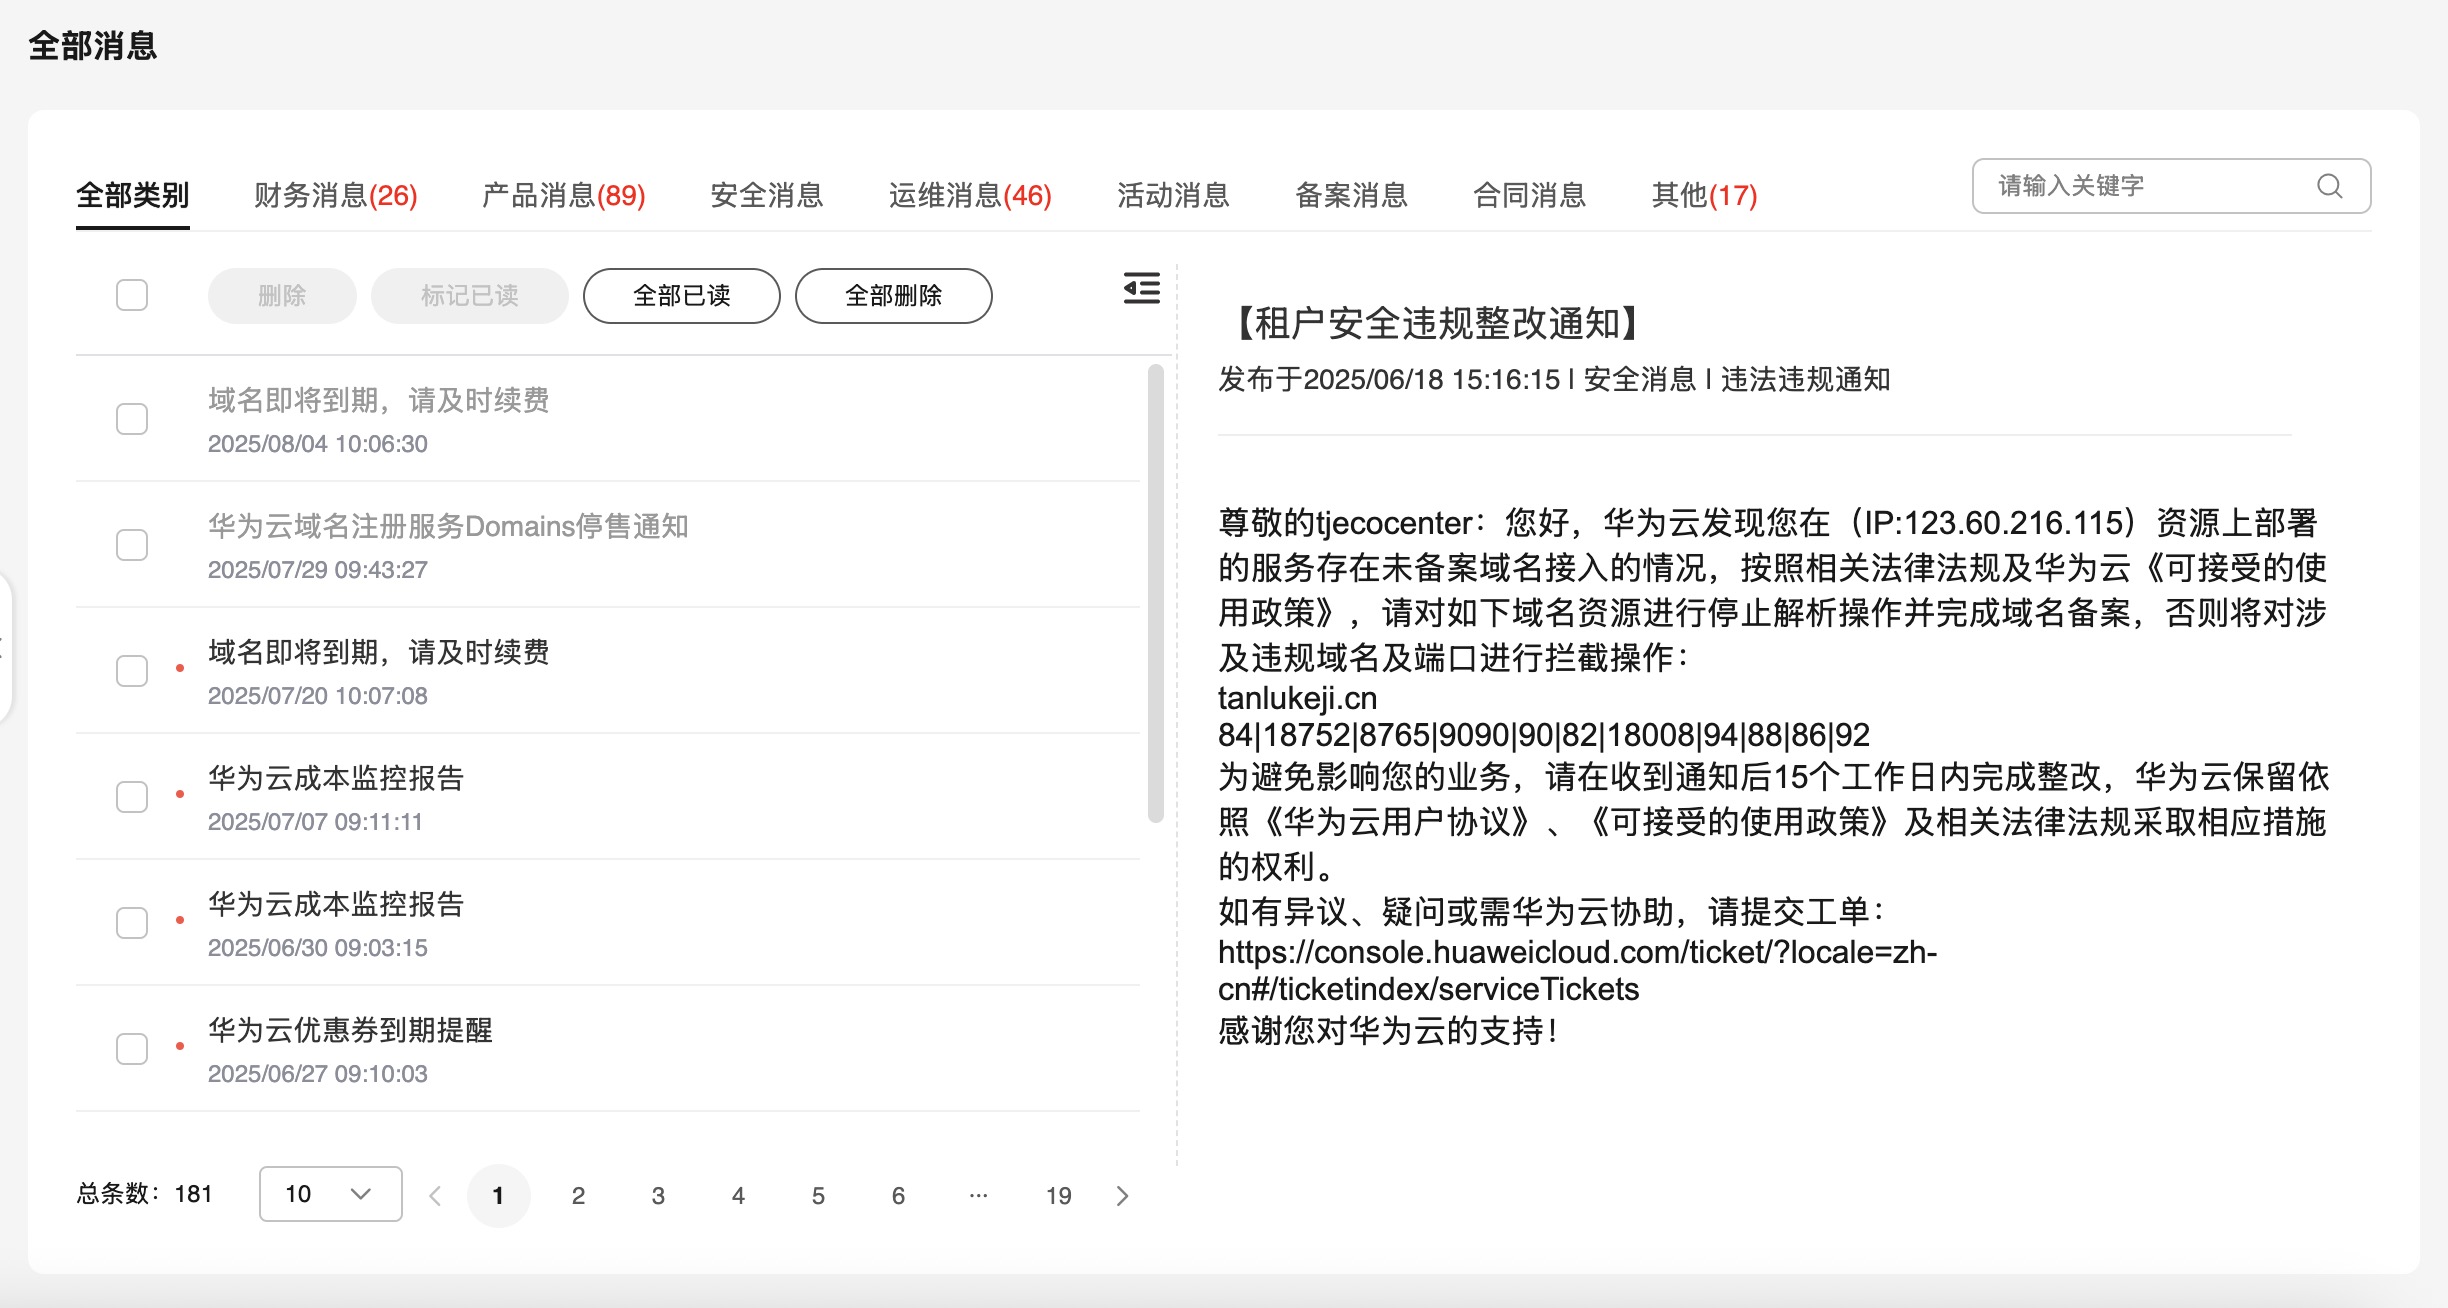 全部消息
全部类别 财务消息(26) 产品消息(89) 安全消息 运维消息(46) 活动消息 备案消息 合同消息 其他(17) 请输入关键字
删除 标记已读 全部已读 全部删除
域名即将到期，请及时续费
2025/08/04 10:06:30
华为云域名注册服务Domains停售通知
2025/07/29 09:43:27
域名即将到期，请及时续费
2025/07/20 10:07:08
华为云成本监控报告
2025/07/07 09:11:11
华为云成本监控报告
2025/06/30 09:03:15
华为云优惠券到期提醒
2025/06/27 09:10:03
总条数：181 10 1 2 3 4 5 6 ··· 19
【租户安全违规整改通知】
发布于2025/06/18 15:16:15 | 安全消息 | 违法违规通知
尊敬的tjecocenter：您好，华为云发现您在（IP:123.60.216.115）资源上部署
的服务存在未备案域名接入的情况，按照相关法律法规及华为云《可接受的使
用政策》，请对如下域名资源进行停止解析操作并完成域名备案，否则将对涉
及违规域名及端口进行拦截操作：
tanlukeji.cn
84|18752|8765|9090|90|82|18008|94|88|86|92
为避免影响您的业务，请在收到通知后15个工作日内完成整改，华为云保留依
照《华为云用户协议》、《可接受的使用政策》及相关法律法规采取相应措施
的权利。
如有异议、疑问或需华为云协助，请提交工单：
https://console.huaweicloud.com/ticket/?locale=zh-
cn#/ticketindex/serviceTickets
感谢您对华为云的支持！